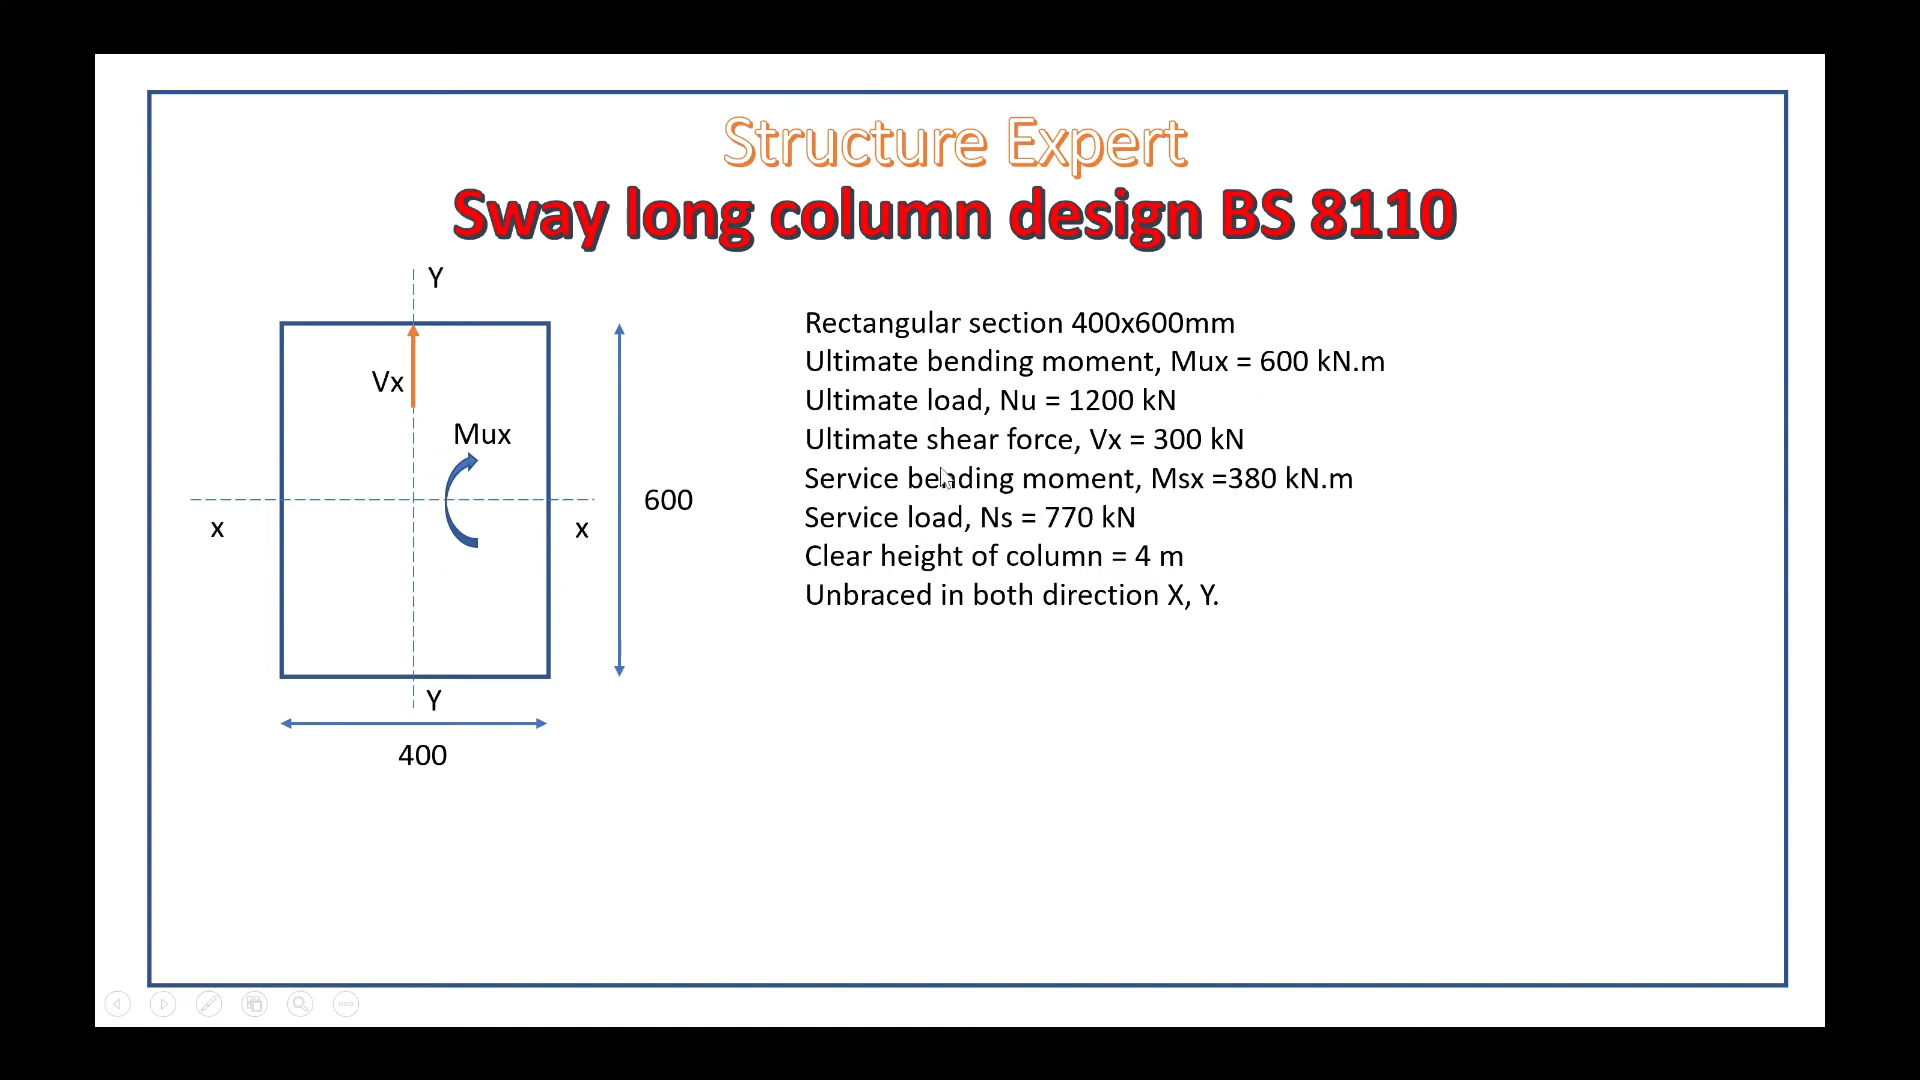 Structure Expert
Sway long column design BS 8110
Y
Vx
Mux
x
x
600
Y
400
Rectangular section 400x600mm
Ultimate bending moment, Mux = 600 kN.m
Ultimate load, Nu = 1200 kN
Ultimate shear force, Vx = 300 kN
Service bending moment, Msx =380 kN.m
Service load, Ns = 770 kN
Clear height of column = 4 m
Unbraced in both direction X, Y.